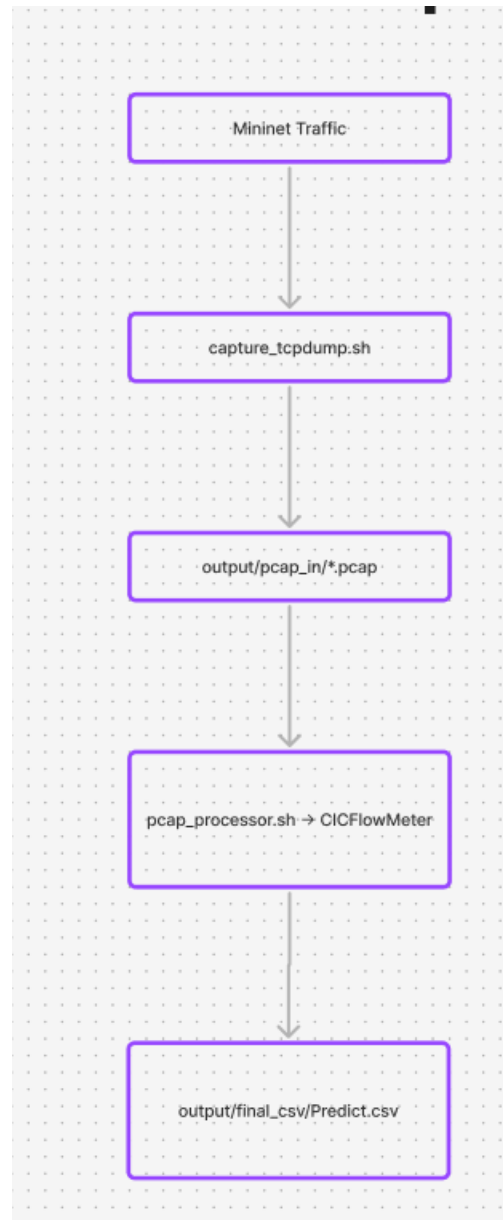 Mininet Traffic
capture_tcpdump.sh
output/pcap_in/*.pcap
pcap_processor.sh → CICFlowMeter
output/final_csv/Predict.csv